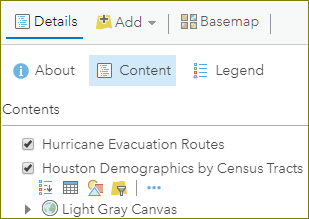 Details Add Basemap
About Content Legend
Contents
Hurricane Evacuation Routes
Houston Demographics by Census Tracts
Light Gray Canvas